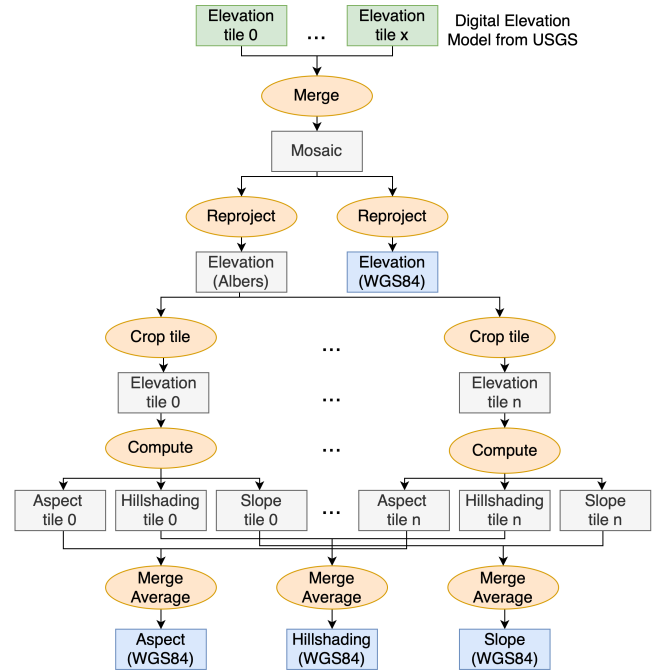 Elevation
tile 0
...
Elevation
tile x
Digital Elevation
Model from USGS
Merge
Mosaic
Reproject
Reproject
Elevation
(Albers)
Elevation
(WGS84)
Crop tile
...
Crop tile
Elevation
tile 0
...
Elevation
tile n
Compute
...
Compute
Aspect
tile 0
Hillshading
tile 0
Slope
tile 0
...
Aspect
tile n
Hillshading
tile n
Slope
tile n
Merge
Average
Merge
Average
Merge
Average
Aspect
(WGS84)
Hillshading
(WGS84)
Slope
(WGS84)